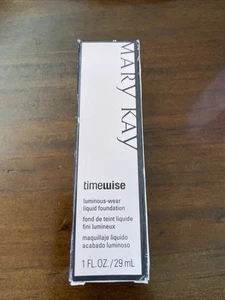 MARY KAY
timewise
luminous-wear
liquid foundation
fond de teint liquide
fini lumineux
maquillaje líquido
acabado luminoso
1 FL.OZ./29 mL